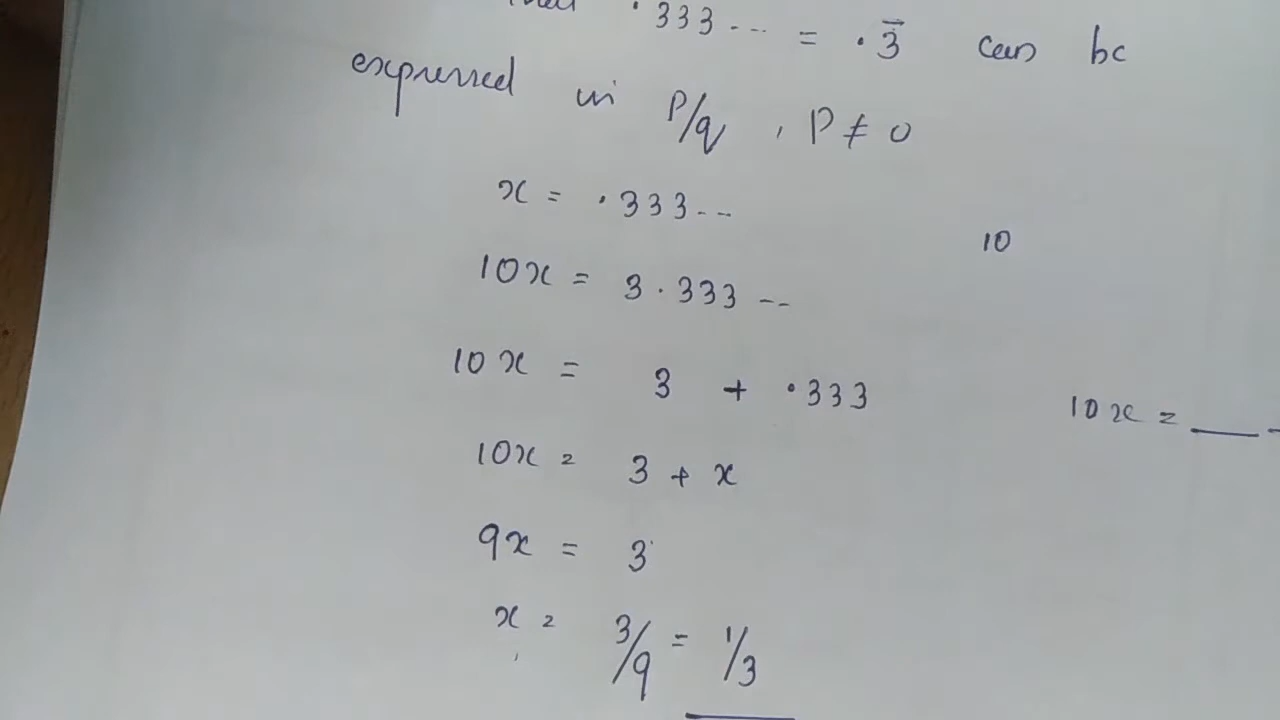 .333-- = .3̅ can be
expressed in P/q , P ≠ 0
x = .333--
10
10x = 3.333--
10x = 3 + .333
10x = __ -
10x = 3 + x
9x = 3
x = 3/9 = 1/3